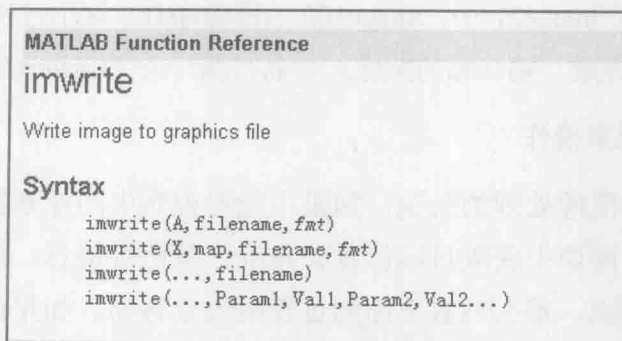 MATLAB Function Reference
imwrite
Write image to graphics file
Syntax
imwrite(A,filename,fmt)
imwrite(X,map,filename,fmt)
imwrite(...,filename)
imwrite(...,Param1,Val1,Param2,Val2...)